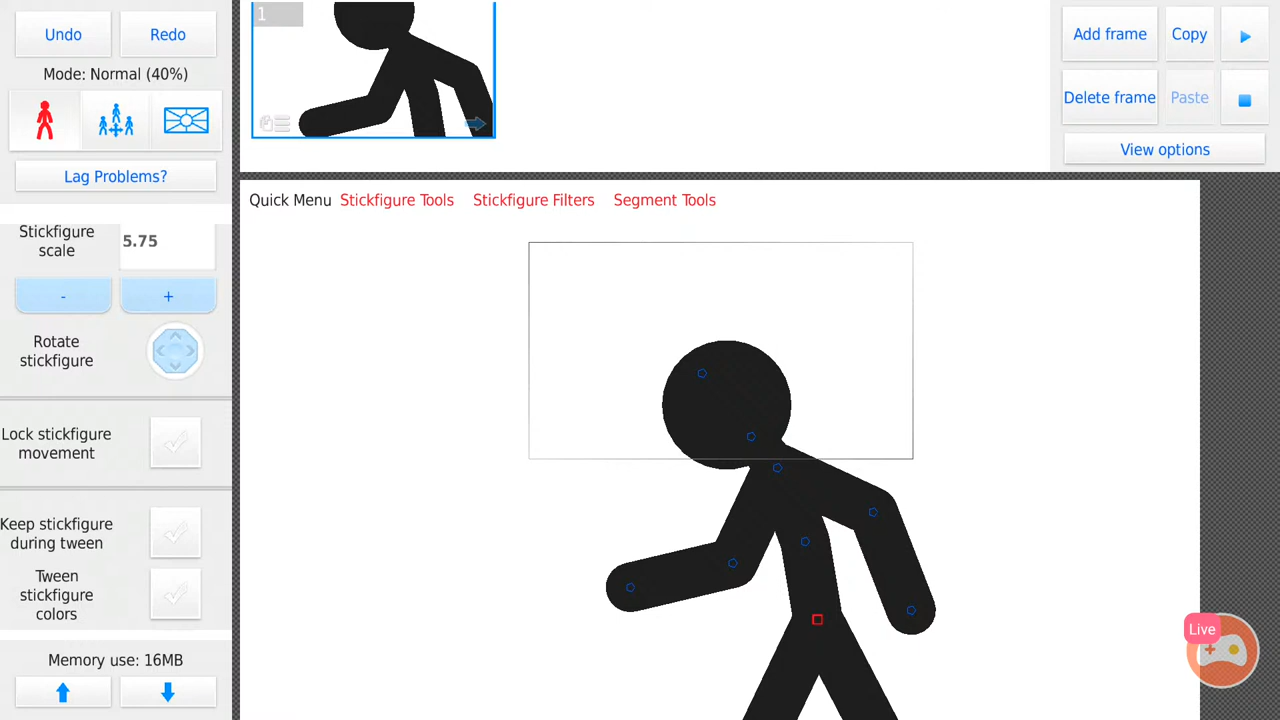 Undo
Redo
Mode: Normal (40%)
Lag Problems?
Stickfigure
scale
5.75
-
+
Rotate
stickfigure
Lock stickfigure
movement
Keep stickfigure
during tween
Tween
stickfigure
colors
Memory use: 16MB
1
Add frame
Copy
Delete frame
Paste
View options
Quick Menu
Stickfigure Tools
Stickfigure Filters
Segment Tools
Live